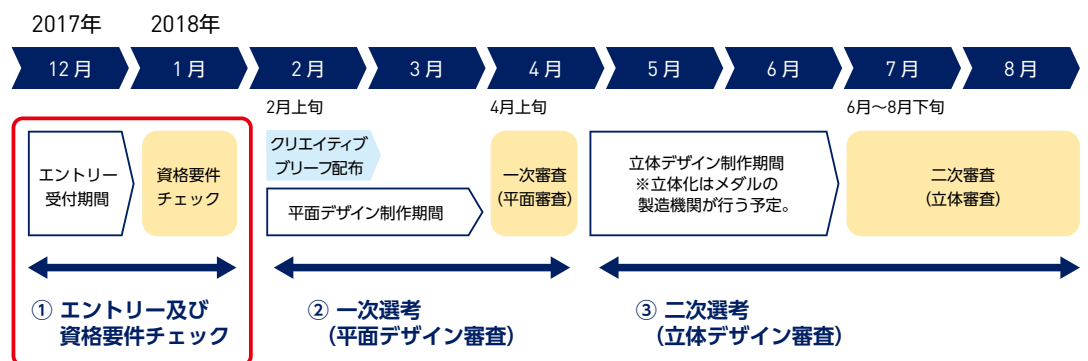 2017年 2018年
12月 1月 2月 3月 4月 5月 6月 7月 8月
2月上旬 4月上旬 6月～8月下旬
エントリー
受付期間
資格要件
チェック
クリエイティブ
ブリーフ配布
平面デザイン制作期間
一次審査
(平面審査)
立体デザイン制作期間
※立体化はメダルの
製造機関が行う予定。
二次審査
(立体審査)
① エントリー及び
資格要件チェック
② 一次選考
(平面デザイン審査)
③ 二次選考
(立体デザイン審査)